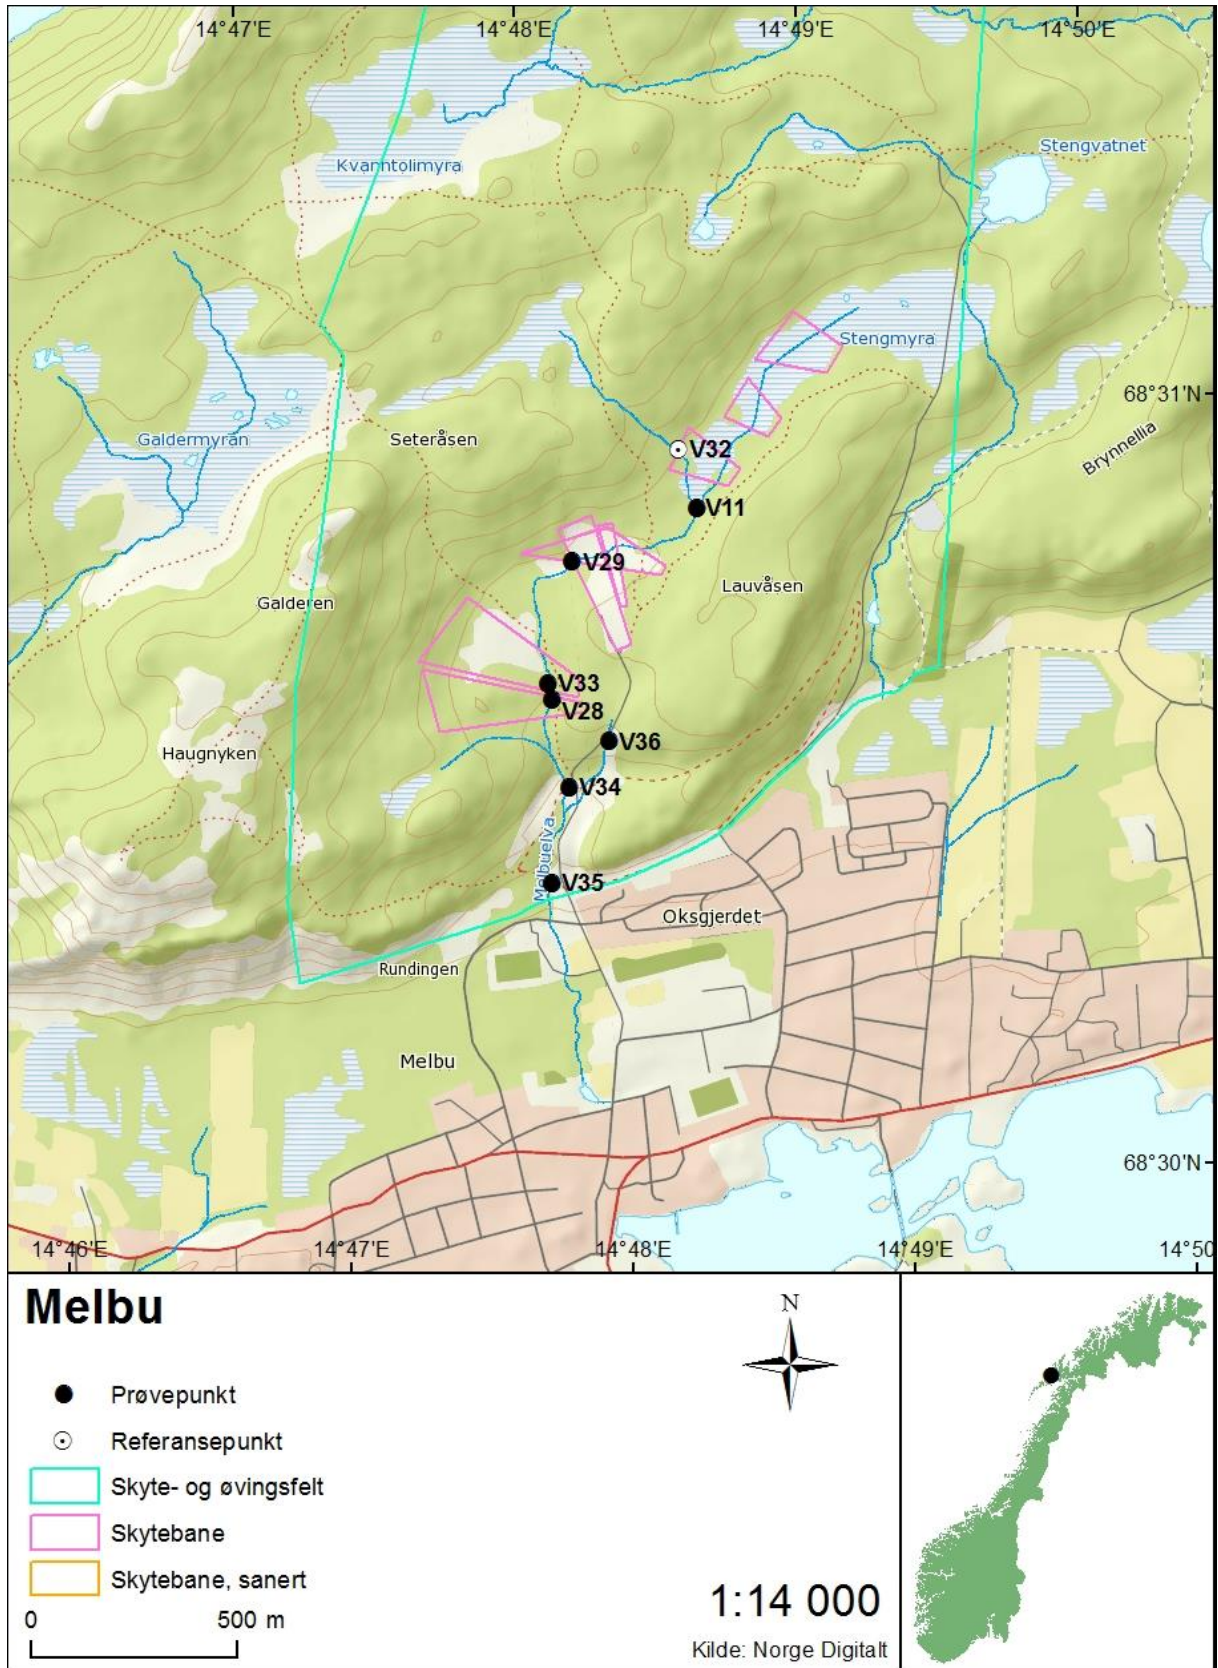 14°47'E 14°48'E 14°49'E 14°50'E
Stengvatnet
Kvanntolimyra
Stengmyra
68°31'N
Galdermyran
Seteråsen
Brynnellia
V32
V11
V29
Lauvåsen
Galderen
V33
V28
V36
Haugnyken
V34
Melbuelva
V35
Oksgjerdet
Rundingen
Melbu
68°30'N
14°46'E 14°47'E 14°48'E 14°49'E 14°50
Melbu
N
Prøvepunkt
Referansepunkt
Skyte- og øvingsfelt
Skytebane
Skytebane, sanert
0 500 m
1:14 000
Kilde: Norge Digitalt